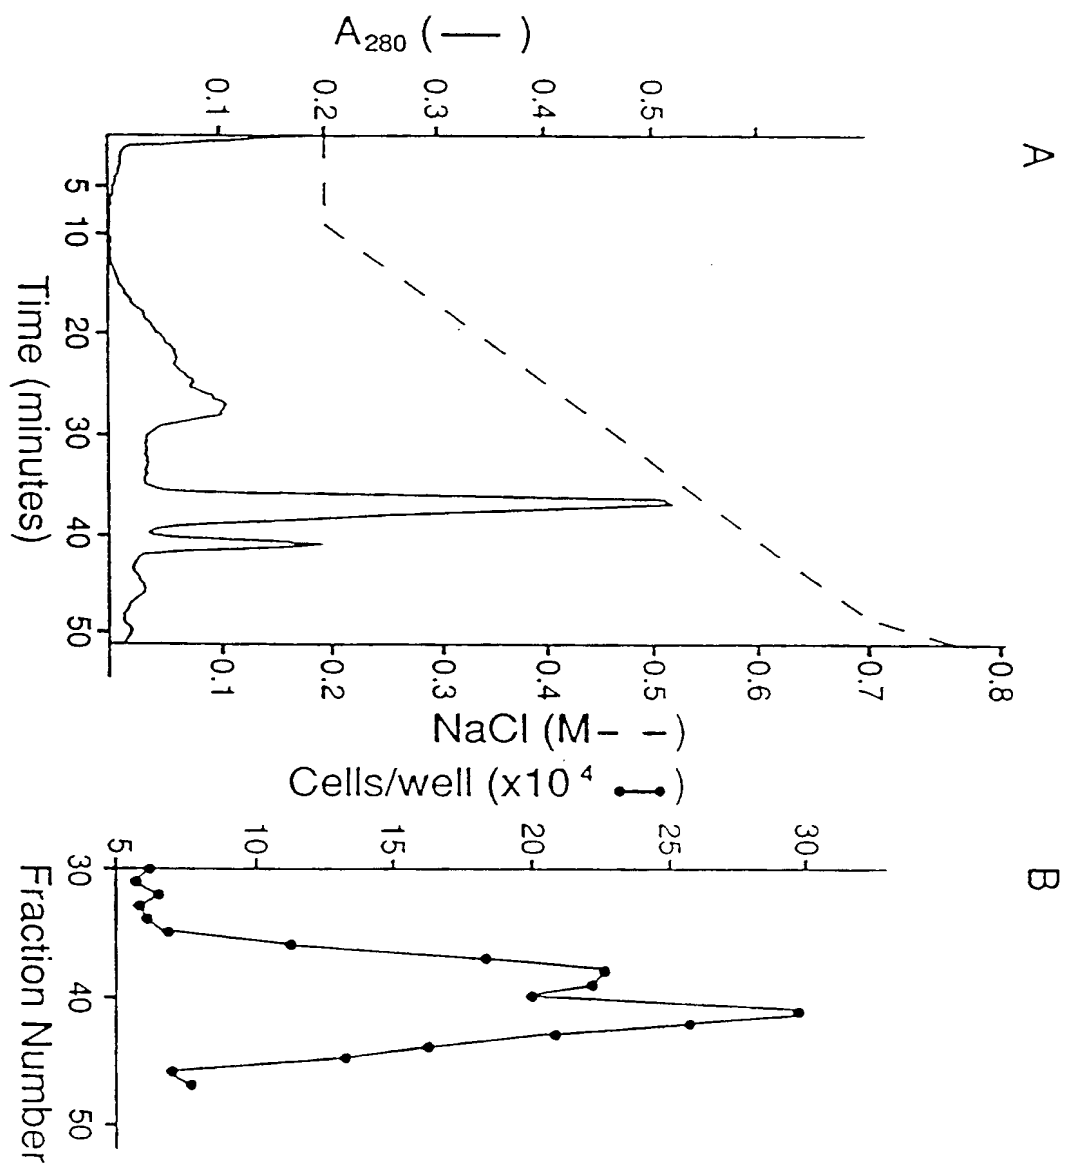 A
A280 (—)
0.1 0.2 0.3 0.4 0.5
5 10 20 30 40 50
Time (minutes)
0.1 0.2 0.3 0.4 0.5 0.6 0.7 0.8
NaCl (M– –)
B
Cells/well (x10 4 )
5 10 15 20 25 30
30 40 50
Fraction Number